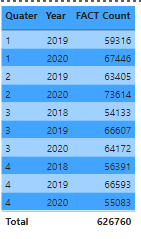 Quater Year FACT Count
1 2019 59316
1 2020 67446
2 2019 63405
2 2020 73614
3 2018 54133
3 2019 66607
3 2020 64172
4 2018 56391
4 2019 66593
4 2020 55083
Total 626760